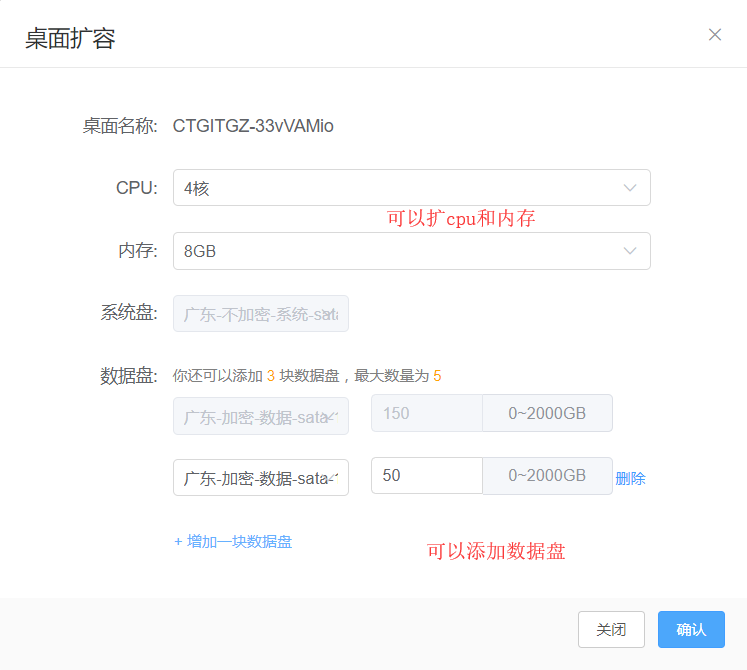 桌面扩容
桌面名称: CTGITGZ-33vVAMio
CPU: 4核
可以扩cpu和内存
内存: 8GB
系统盘: 广东-不加密-系统-sata
数据盘: 你还可以添加 3 块数据盘，最大数量为 5
广东-加密-数据-sata- 150 0~2000GB
广东-加密-数据-sata-1 50 0~2000GB 删除
+ 增加一块数据盘
可以添加数据盘
关闭 确认